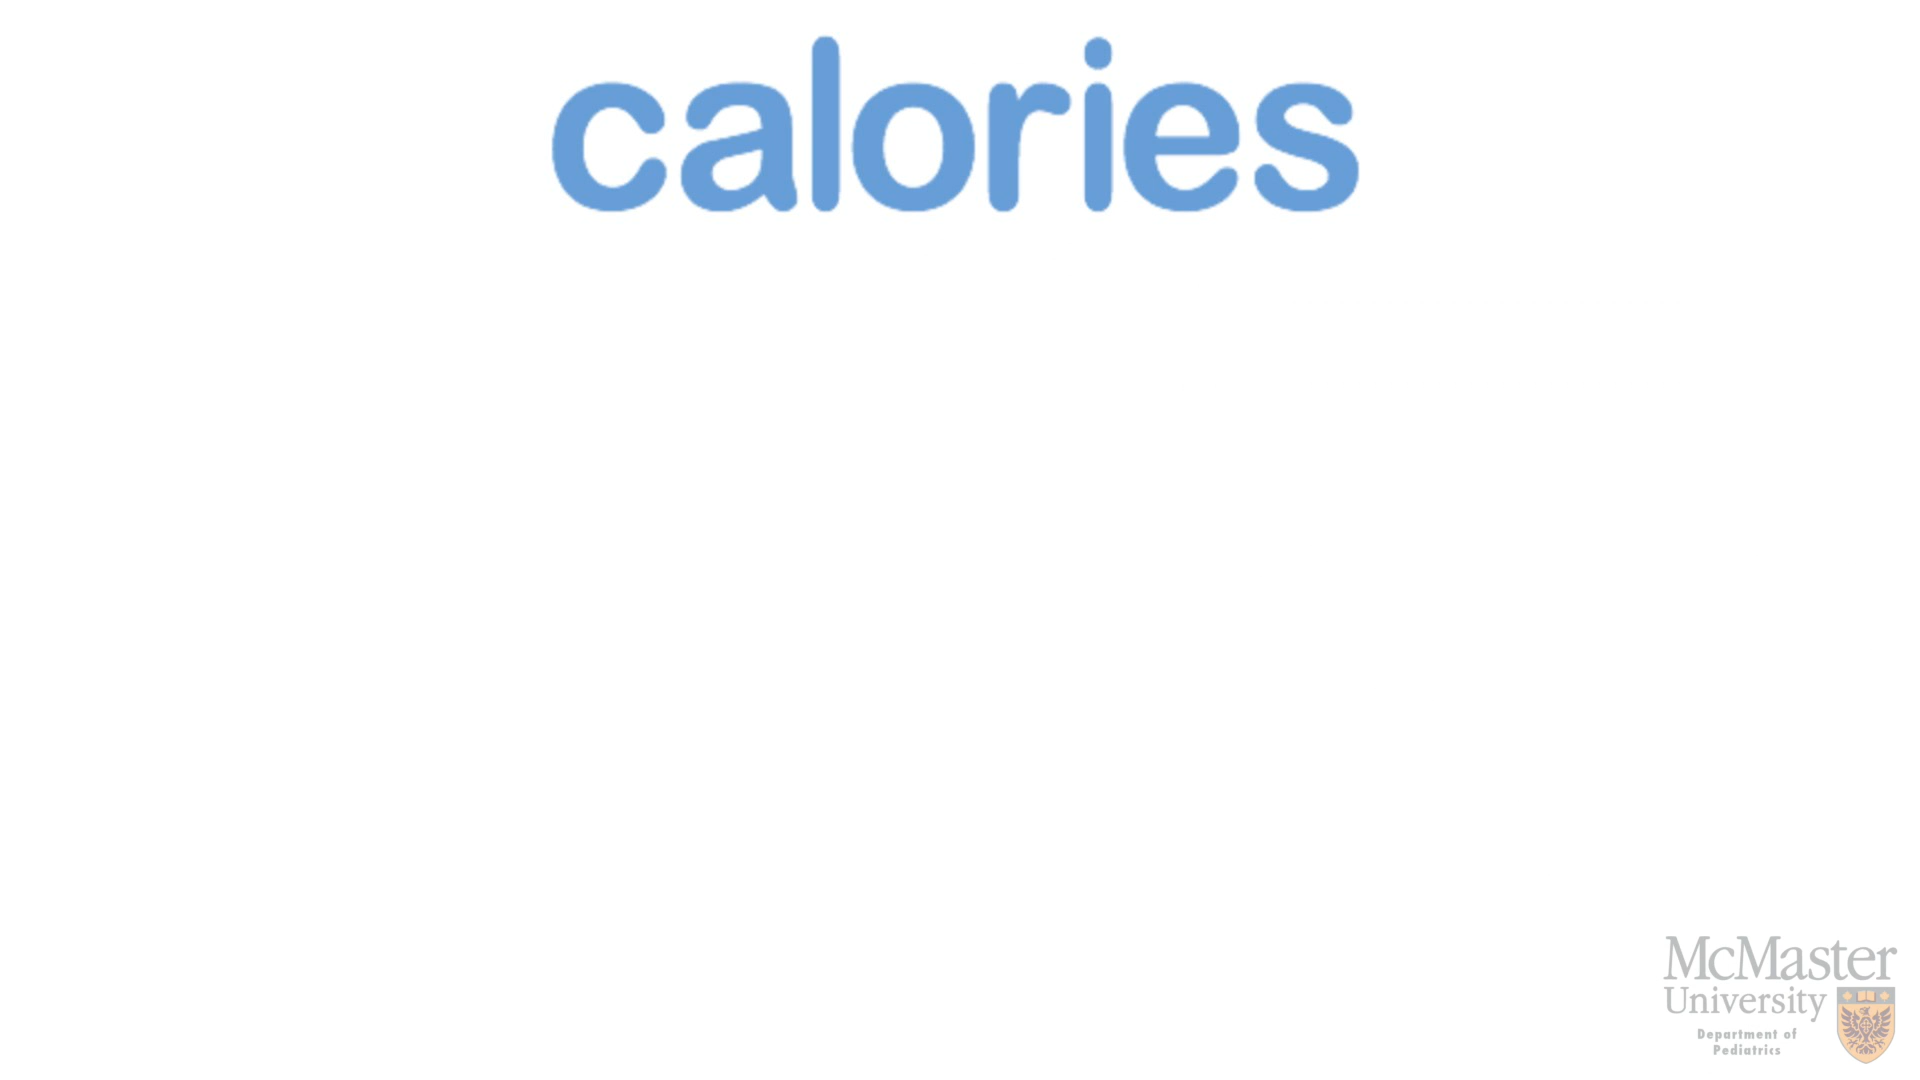 calories
McMaster
University
Department of
Pediatrics